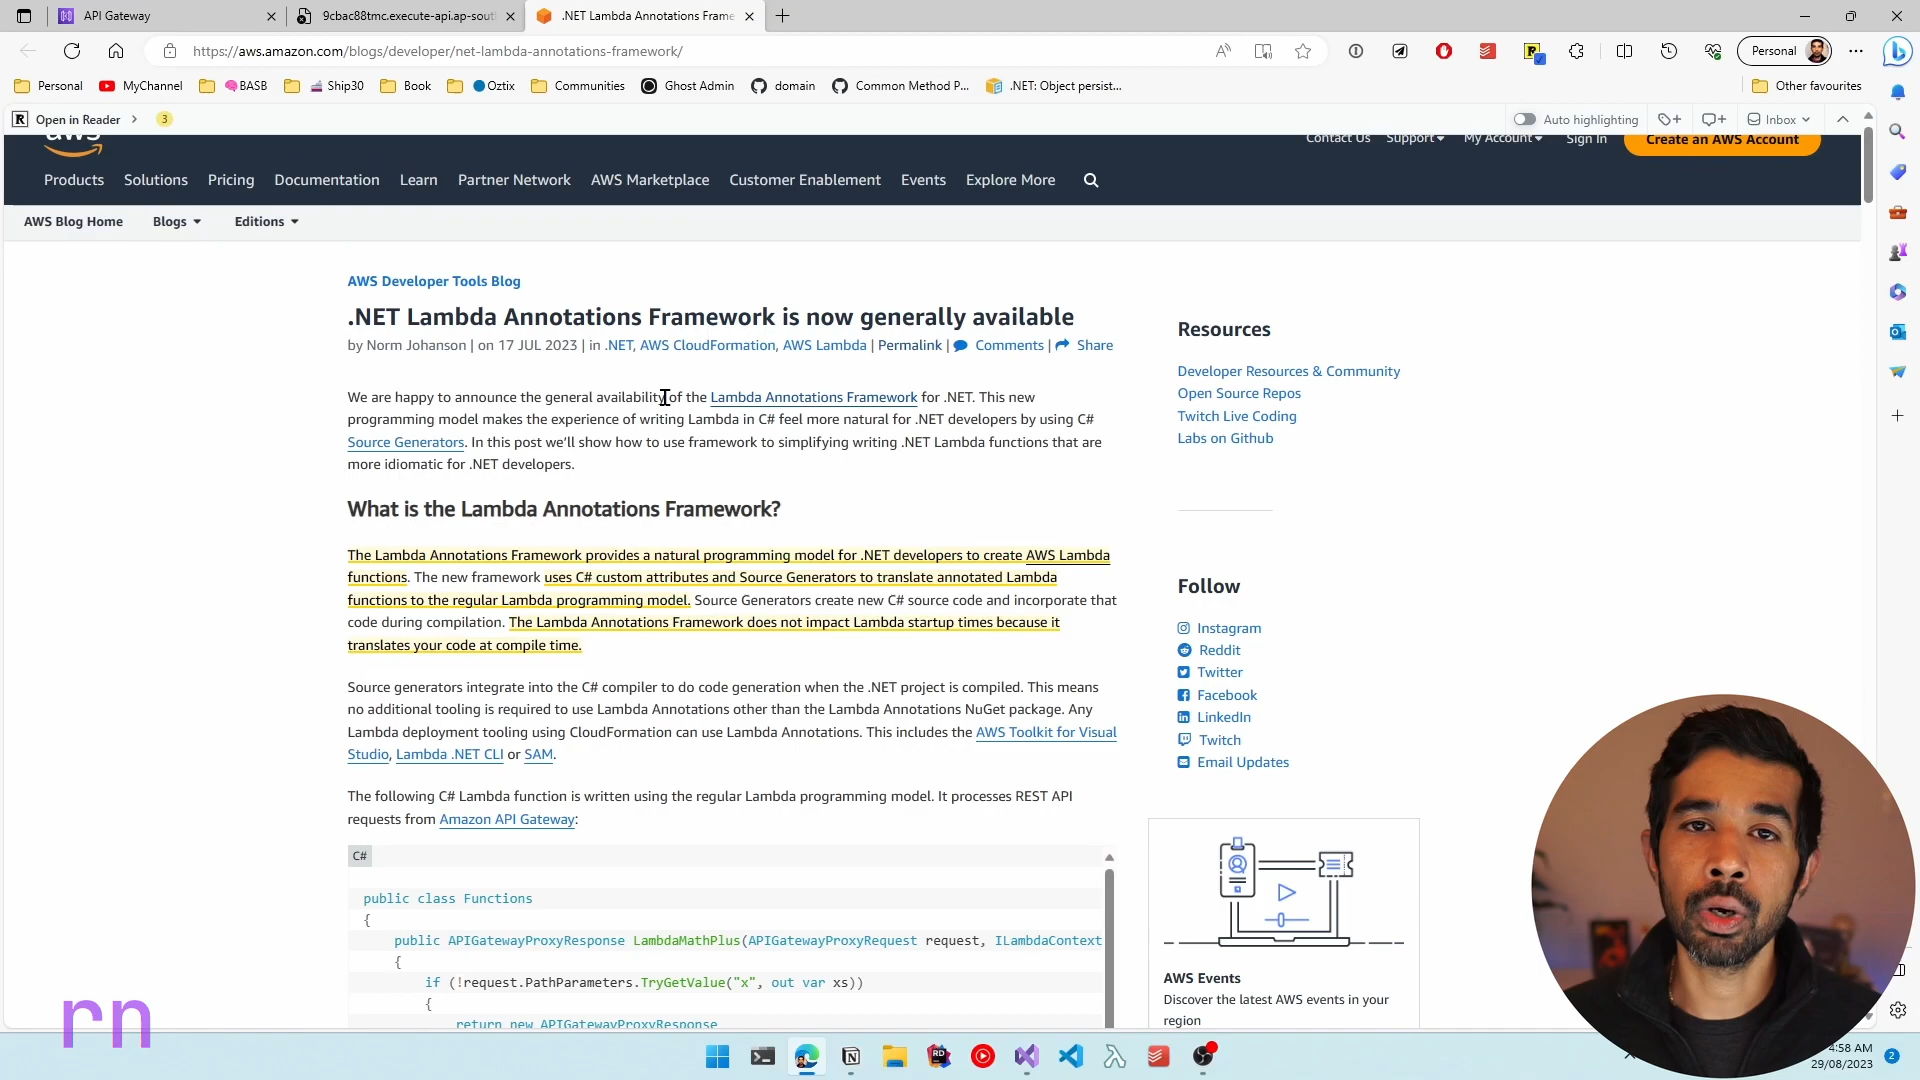 API Gateway
9cbac88tmc.execute-api.ap-sout
.NET Lambda Annotations Frame
https://aws.amazon.com/blogs/developer/net-lambda-annotations-framework/
Personal
Personal
MyChannel
BASB
Ship30
Book
Oztix
Communities
Ghost Admin
domain
Common Method P...
.NET: Object persist...
Other favourites
R Open in Reader
3
Auto highlighting
Inbox
aws
Contact Us
Support
My Account
Sign In
Create an AWS Account
Products
Solutions
Pricing
Documentation
Learn
Partner Network
AWS Marketplace
Customer Enablement
Events
Explore More
AWS Blog Home
Blogs
Editions
AWS Developer Tools Blog
.NET Lambda Annotations Framework is now generally available
by Norm Johanson | on 17 JUL 2023 | in .NET, AWS CloudFormation, AWS Lambda | Permalink | Comments | Share
We are happy to announce the general availability of the Lambda Annotations Framework for .NET. This new
programming model makes the experience of writing Lambda in C# feel more natural for .NET developers by using C#
Source Generators. In this post we'll show how to use framework to simplifying writing .NET Lambda functions that are
more idiomatic for .NET developers.
What is the Lambda Annotations Framework?
The Lambda Annotations Framework provides a natural programming model for .NET developers to create AWS Lambda
functions. The new framework uses C# custom attributes and Source Generators to translate annotated Lambda
functions to the regular Lambda programming model. Source Generators create new C# source code and incorporate that
code during compilation. The Lambda Annotations Framework does not impact Lambda startup times because it
translates your code at compile time.
Source generators integrate into the C# compiler to do code generation when the .NET project is compiled. This means
no additional tooling is required to use Lambda Annotations other than the Lambda Annotations NuGet package. Any
Lambda deployment tooling using CloudFormation can use Lambda Annotations. This includes the AWS Toolkit for Visual
Studio, Lambda .NET CLI or SAM.
The following C# Lambda function is written using the regular Lambda programming model. It processes REST API
requests from Amazon API Gateway:
C#
public class Functions
{
public APIGatewayProxyResponse LambdaMathPlus(APIGatewayProxyRequest request, ILambdaContext
{
if (!request.PathParameters.TryGetValue("x", out var xs))
{
return new APIGatewayProxyResponse
Resources
Developer Resources & Community
Open Source Repos
Twitch Live Coding
Labs on Github
Follow
Instagram
Reddit
Twitter
Facebook
LinkedIn
Twitch
Email Updates
AWS Events
Discover the latest AWS events in your
region
rn
4:58 AM
29/08/2023
2